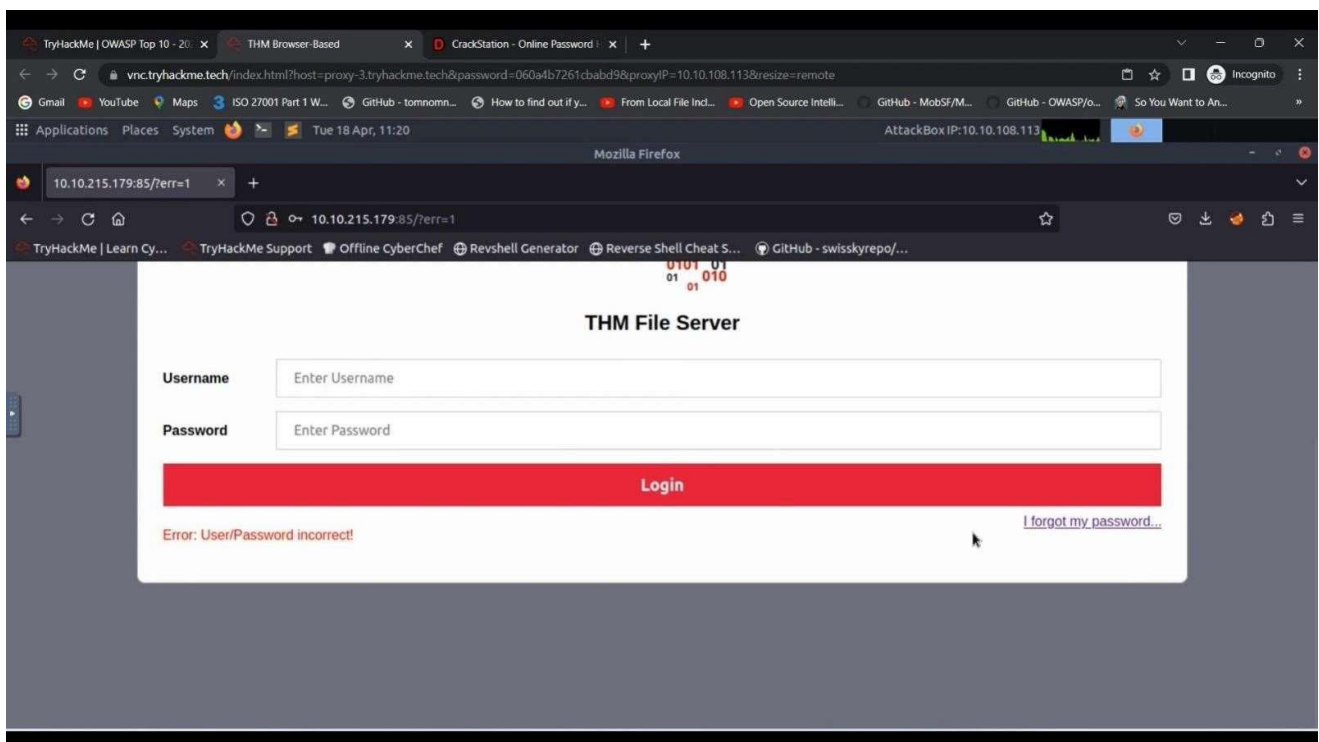 TryHackMe | OWASP Top 10 - 20
THM Browser-Based
CrackStation - Online Password
vnc.tryhackme.tech/index.html?host=proxy-3.tryhackme.tech&password=060a4b7261cbabd9&proxyIP=10.10.108.113&resize=remote
Incognito
Gmail YouTube Maps ISO 27001 Part 1 W... GitHub - tomnomn... How to find out if y... From Local File Incl... Open Source Intelli... GitHub - MobSF/M... GitHub - OWASP/o... So You Want to An... »
Applications Places System Tue 18 Apr, 11:20 AttackBox IP:10.10.108.113
Mozilla Firefox
10.10.215.179:85/?err=1
10.10.215.179:85/?err=1
TryHackMe | Learn Cy... TryHackMe Support Offline CyberChef Revshell Generator Reverse Shell Cheat S... GitHub - swisskyrepo/...
0101 01
01 010
01
THM File Server
Username Enter Username
Password Enter Password
Login
I forgot my password...
Error: User/Password incorrect!